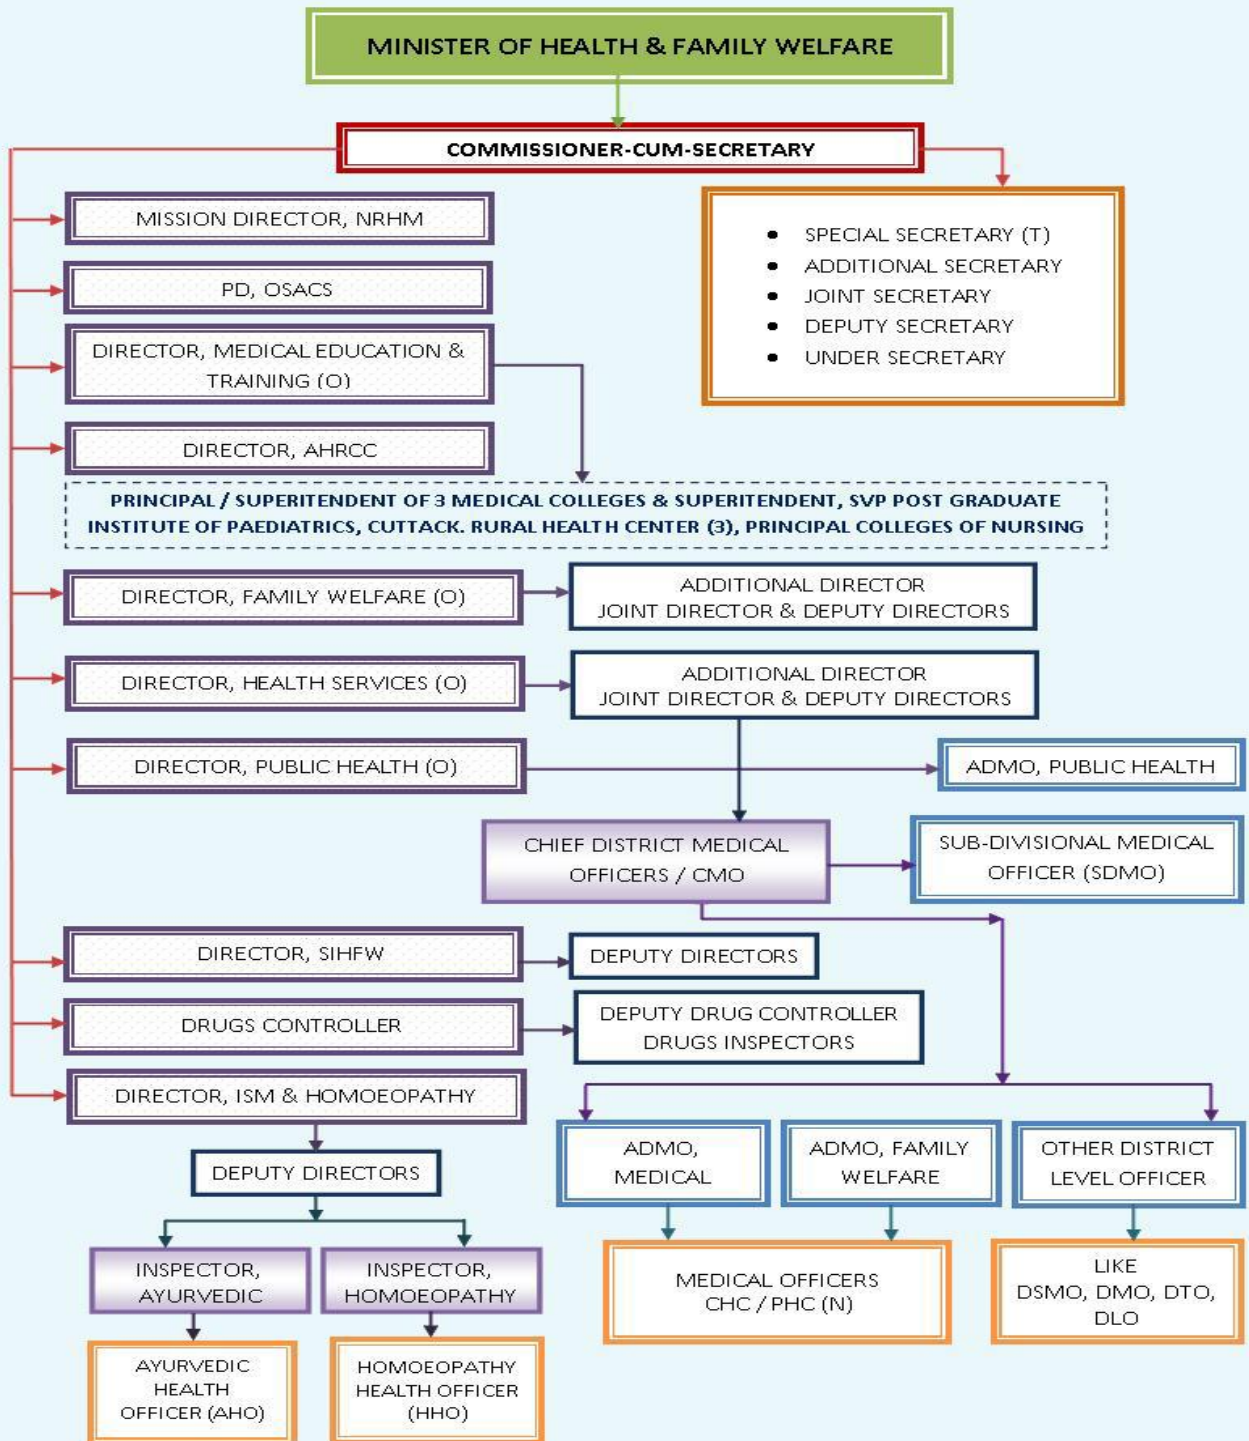 MINISTER OF HEALTH & FAMILY WELFARE
COMMISSIONER-CUM-SECRETARY
MISSION DIRECTOR, NRHM
• SPECIAL SECRETARY (T)
• ADDITIONAL SECRETARY
• JOINT SECRETARY
• DEPUTY SECRETARY
• UNDER SECRETARY
PD, OSACS
DIRECTOR, MEDICAL EDUCATION &
TRAINING (O)
DIRECTOR, AHRCC
PRINCIPAL / SUPERITENDENT OF 3 MEDICAL COLLEGES & SUPERITENDENT, SVP POST GRADUATE
INSTITUTE OF PAEDIATRICS, CUTTACK. RURAL HEALTH CENTER (3), PRINCIPAL COLLEGES OF NURSING
DIRECTOR, FAMILY WELFARE (O)
ADDITIONAL DIRECTOR
JOINT DIRECTOR & DEPUTY DIRECTORS
DIRECTOR, HEALTH SERVICES (O)
ADDITIONAL DIRECTOR
JOINT DIRECTOR & DEPUTY DIRECTORS
DIRECTOR, PUBLIC HEALTH (O)
ADMO, PUBLIC HEALTH
CHIEF DISTRICT MEDICAL
OFFICERS / CMO
SUB-DIVISIONAL MEDICAL
OFFICER (SDMO)
DIRECTOR, SIHFW
DEPUTY DIRECTORS
DRUGS CONTROLLER
DEPUTY DRUG CONTROLLER
DRUGS INSPECTORS
DIRECTOR, ISM & HOMOEOPATHY
DEPUTY DIRECTORS
ADMO,
MEDICAL
ADMO, FAMILY
WELFARE
OTHER DISTRICT
LEVEL OFFICER
INSPECTOR,
AYURVEDIC
INSPECTOR,
HOMOEOPATHY
MEDICAL OFFICERS
CHC / PHC (N)
LIKE
DSMO, DMO, DTO,
DLO
AYURVEDIC
HEALTH
OFFICER (AHO)
HOMOEOPATHY
HEALTH OFFICER
(HHO)